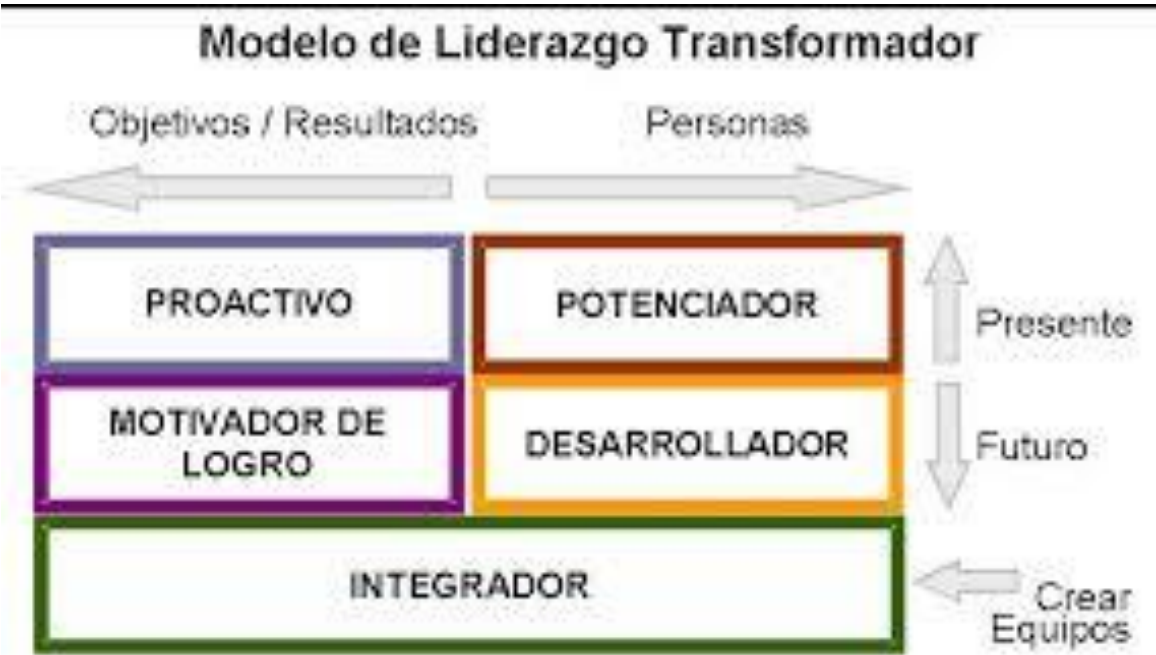 Modelo de Liderazgo Transformador
Objetivos / Resultados
Personas
PROACTIVO
POTENCIADOR
Presente
MOTIVADOR DE
LOGRO
DESARROLLADOR
Futuro
INTEGRADOR
Crear
Equipos